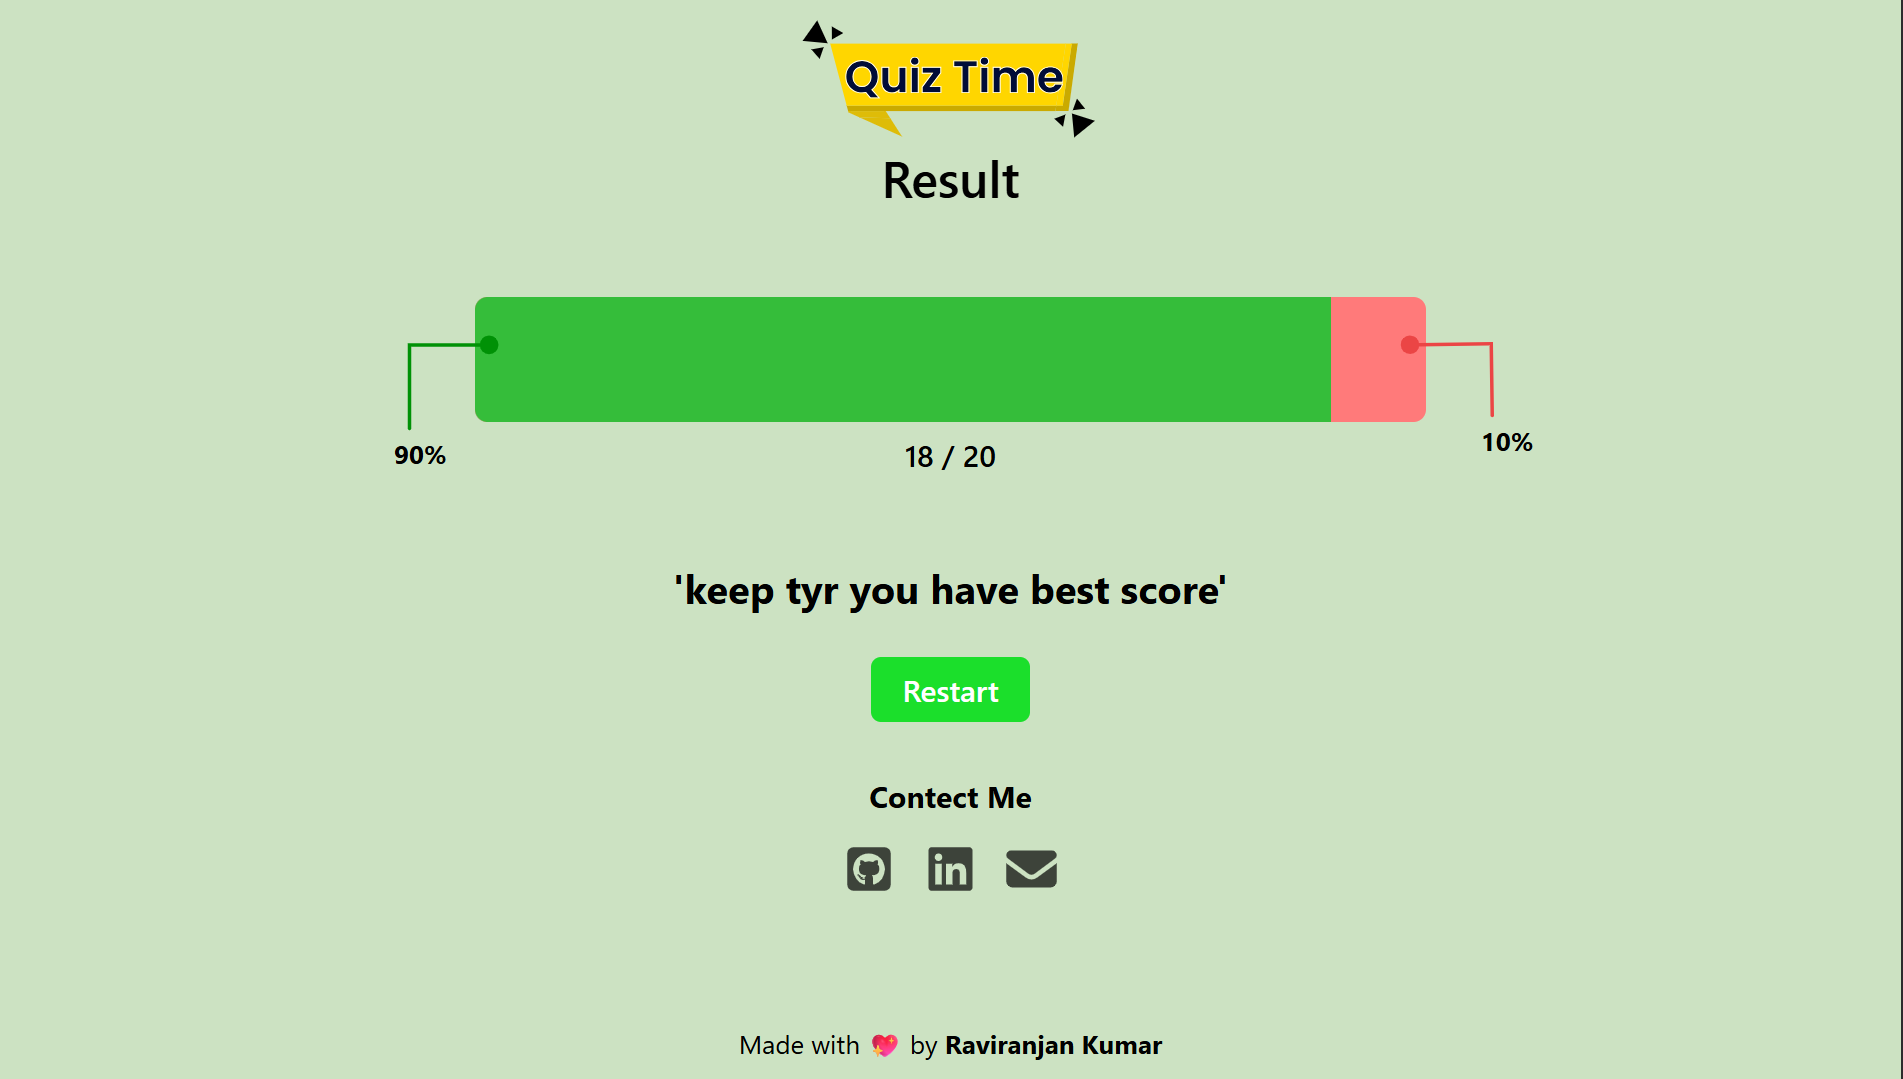 Quiz Time
Result
90%
18 / 20
10%
'keep tyr you have best score'
Restart
Contect Me
in
Made with 💖 by Raviranjan Kumar